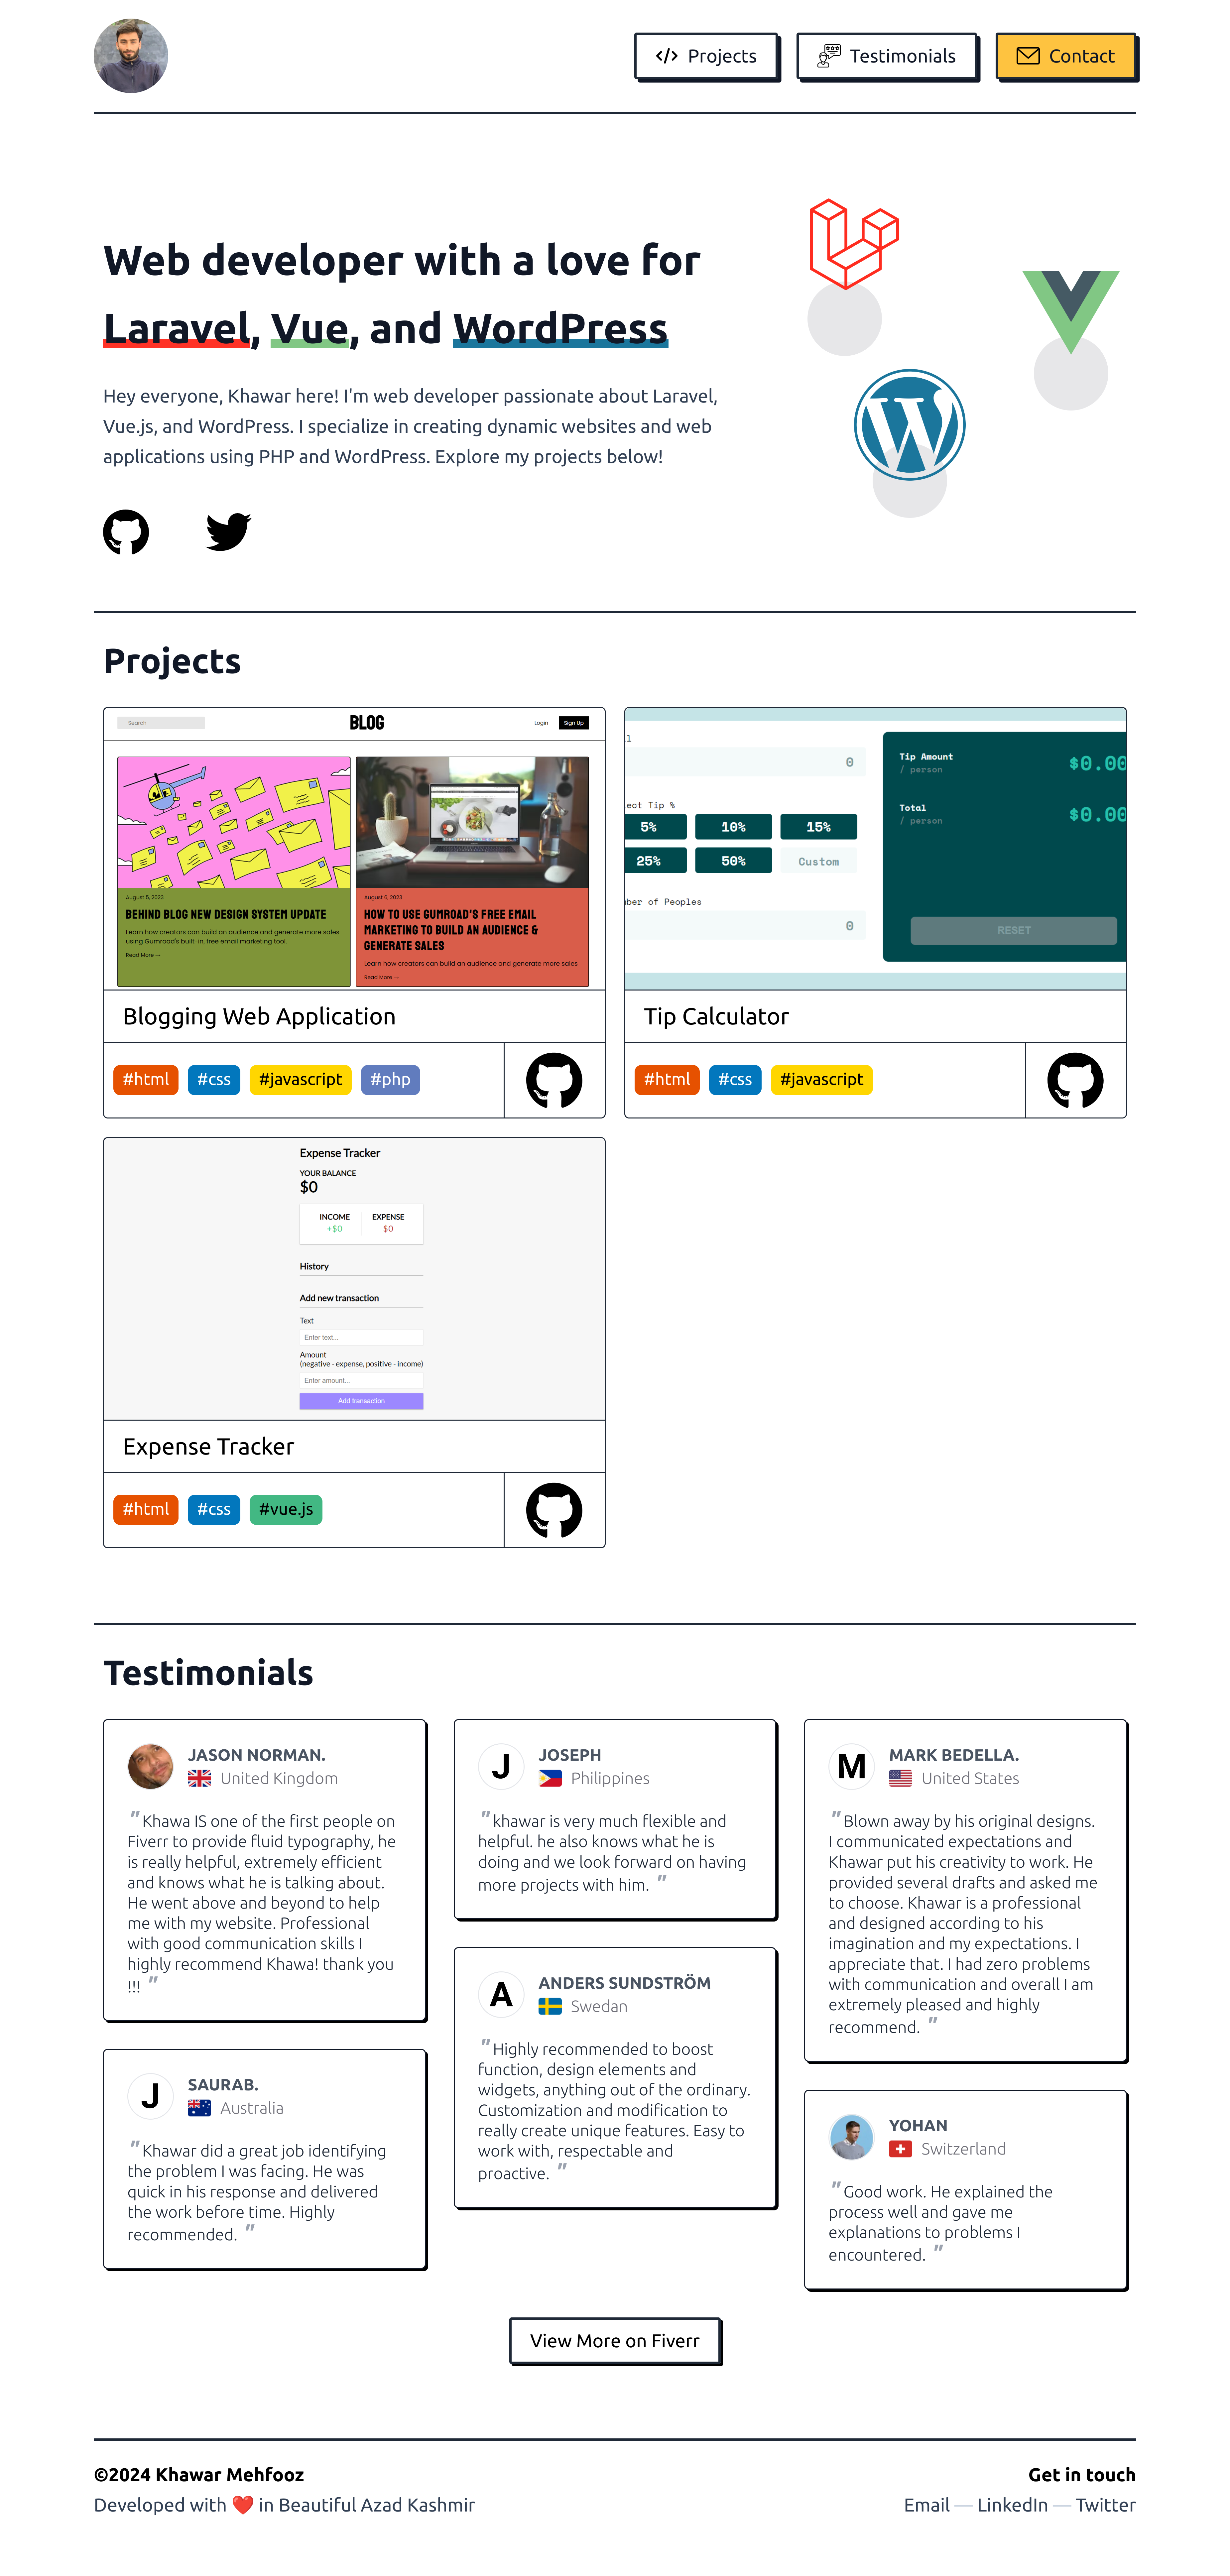 Projects
Testimonials
Contact
Web developer with a love for
Laravel, Vue, and WordPress
Hey everyone, Khawar here! I'm web developer passionate about Laravel,
Vue.js, and WordPress. I specialize in creating dynamic websites and web
applications using PHP and WordPress. Explore my projects below!
Projects
Search
BLOG
Login
Sign Up
August 5, 2023
BEHIND BLOG NEW DESIGN SYSTEM UPDATE
Learn how creators can build an audience and generate more sales
using Gumroad's built-in, free email marketing tool.
Read More →
August 8, 2023
HOW TO USE GUMROAD'S FREE EMAIL
MARKETING TO BUILD AN AUDIENCE &
GENERATE SALES
Learn how creators can build an audience and generate more sales
Read More →
Blogging Web Application
#html #css #javascript #php
l
0
ect Tip %
5% 10% 15%
25% 50% Custom
ber of Peoples
0
Tip Amount
/ person
$0.00
Total
/ person
$0.00
RESET
Tip Calculator
#html #css #javascript
Expense Tracker
YOUR BALANCE
$0
INCOME EXPENSE
+$0 $0
History
Add new transaction
Text
Enter text...
Amount
(negative - expense, positive - income)
Enter amount...
Add transaction
Expense Tracker
#html #css #vue.js
Testimonials
JASON NORMAN.
United Kingdom
" Khawa IS one of the first people on
Fiverr to provide fluid typography, he
is really helpful, extremely efficient
and knows what he is talking about.
He went above and beyond to help
me with my website. Professional
with good communication skills I
highly recommend Khawa! thank you
!!! "
J
SAURAB.
Australia
" Khawar did a great job identifying
the problem I was facing. He was
quick in his response and delivered
the work before time. Highly
recommended. "
J
JOSEPH
Philippines
" khawar is very much flexible and
helpful. he also knows what he is
doing and we look forward on having
more projects with him. "
A
ANDERS SUNDSTRÖM
Swedan
" Highly recommended to boost
function, design elements and
widgets, anything out of the ordinary.
Customization and modification to
really create unique features. Easy to
work with, respectable and
proactive. "
M
MARK BEDELLA.
United States
" Blown away by his original designs.
I communicated expectations and
Khawar put his creativity to work. He
provided several drafts and asked me
to choose. Khawar is a professional
and designed according to his
imagination and my expectations. I
appreciate that. I had zero problems
with communication and overall I am
extremely pleased and highly
recommend. "
YOHAN
Switzerland
" Good work. He explained the
process well and gave me
explanations to problems I
encountered. "
View More on Fiverr
©2024 Khawar Mehfooz
Developed with ❤️ in Beautiful Azad Kashmir
Get in touch
Email — LinkedIn — Twitter